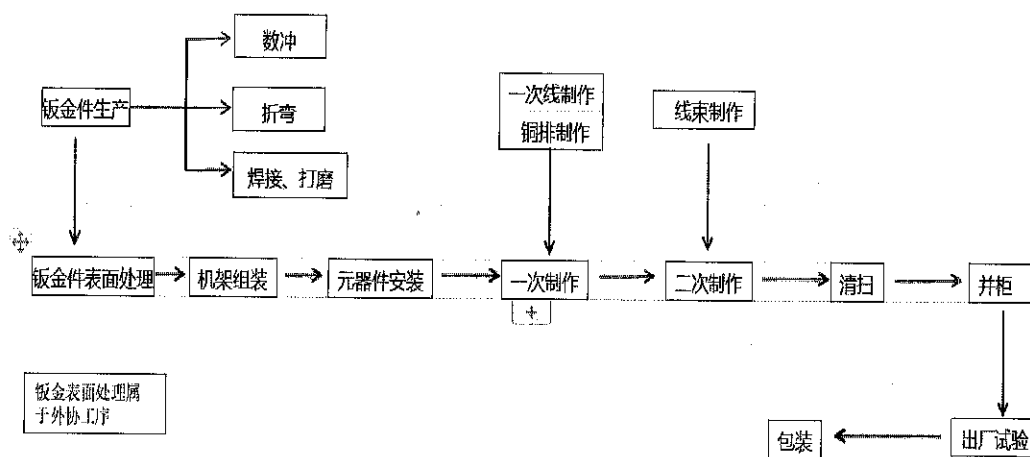 数冲
钣金件生产
折弯
一次线制作
铜排制作
线束制作
焊接、打磨
钣金件表面处理
机架组装
元器件安装
一次制作
二次制作
清扫
并柜
钣金表面处理属
于外协工序
包装
出厂试验